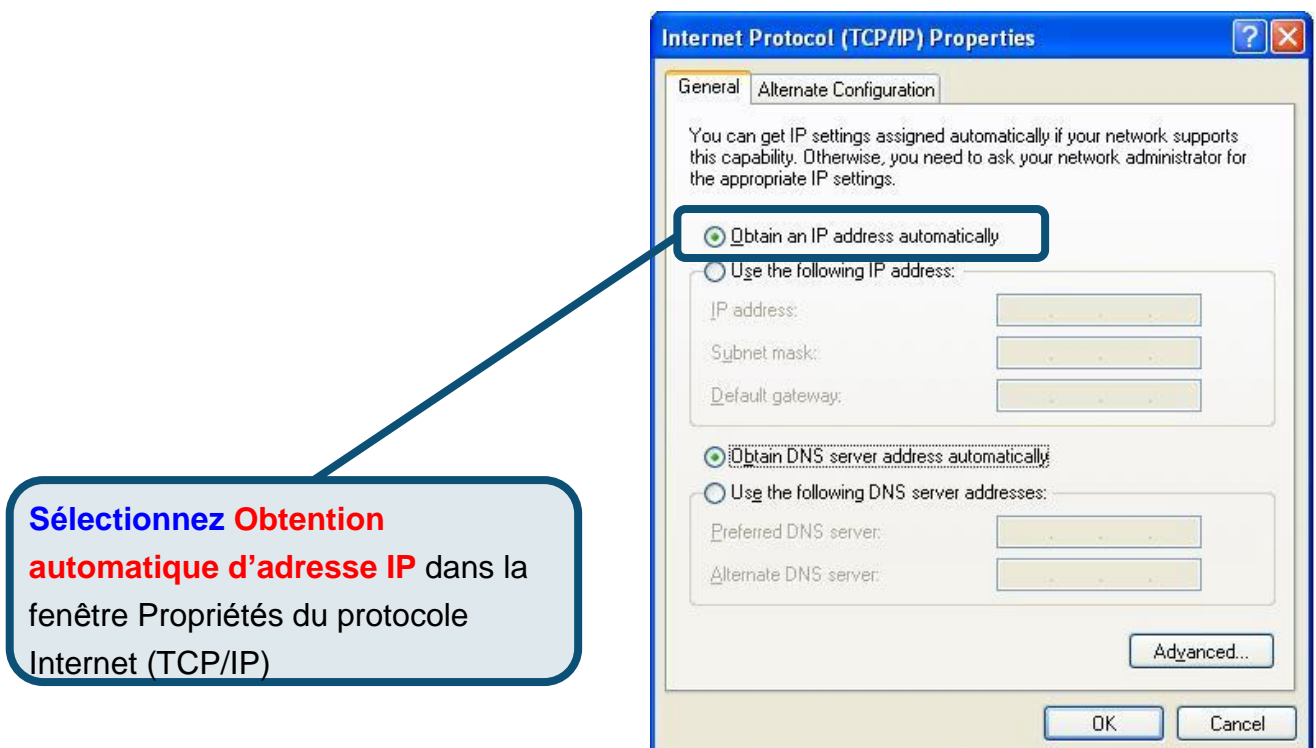 Internet Protocol (TCP/IP) Properties
General
Alternate Configuration
You can get IP settings assigned automatically if your network supports
this capability. Otherwise, you need to ask your network administrator for
the appropriate IP settings.
Obtain an IP address automatically
Use the following IP address:
IP address:
Subnet mask:
Default gateway:
Obtain DNS server address automatically
Use the following DNS server addresses:
Preferred DNS server:
Alternate DNS server:
Advanced...
OK
Cancel
Sélectionnez Obtention
automatique d’adresse IP dans la
fenêtre Propriétés du protocole
Internet (TCP/IP)